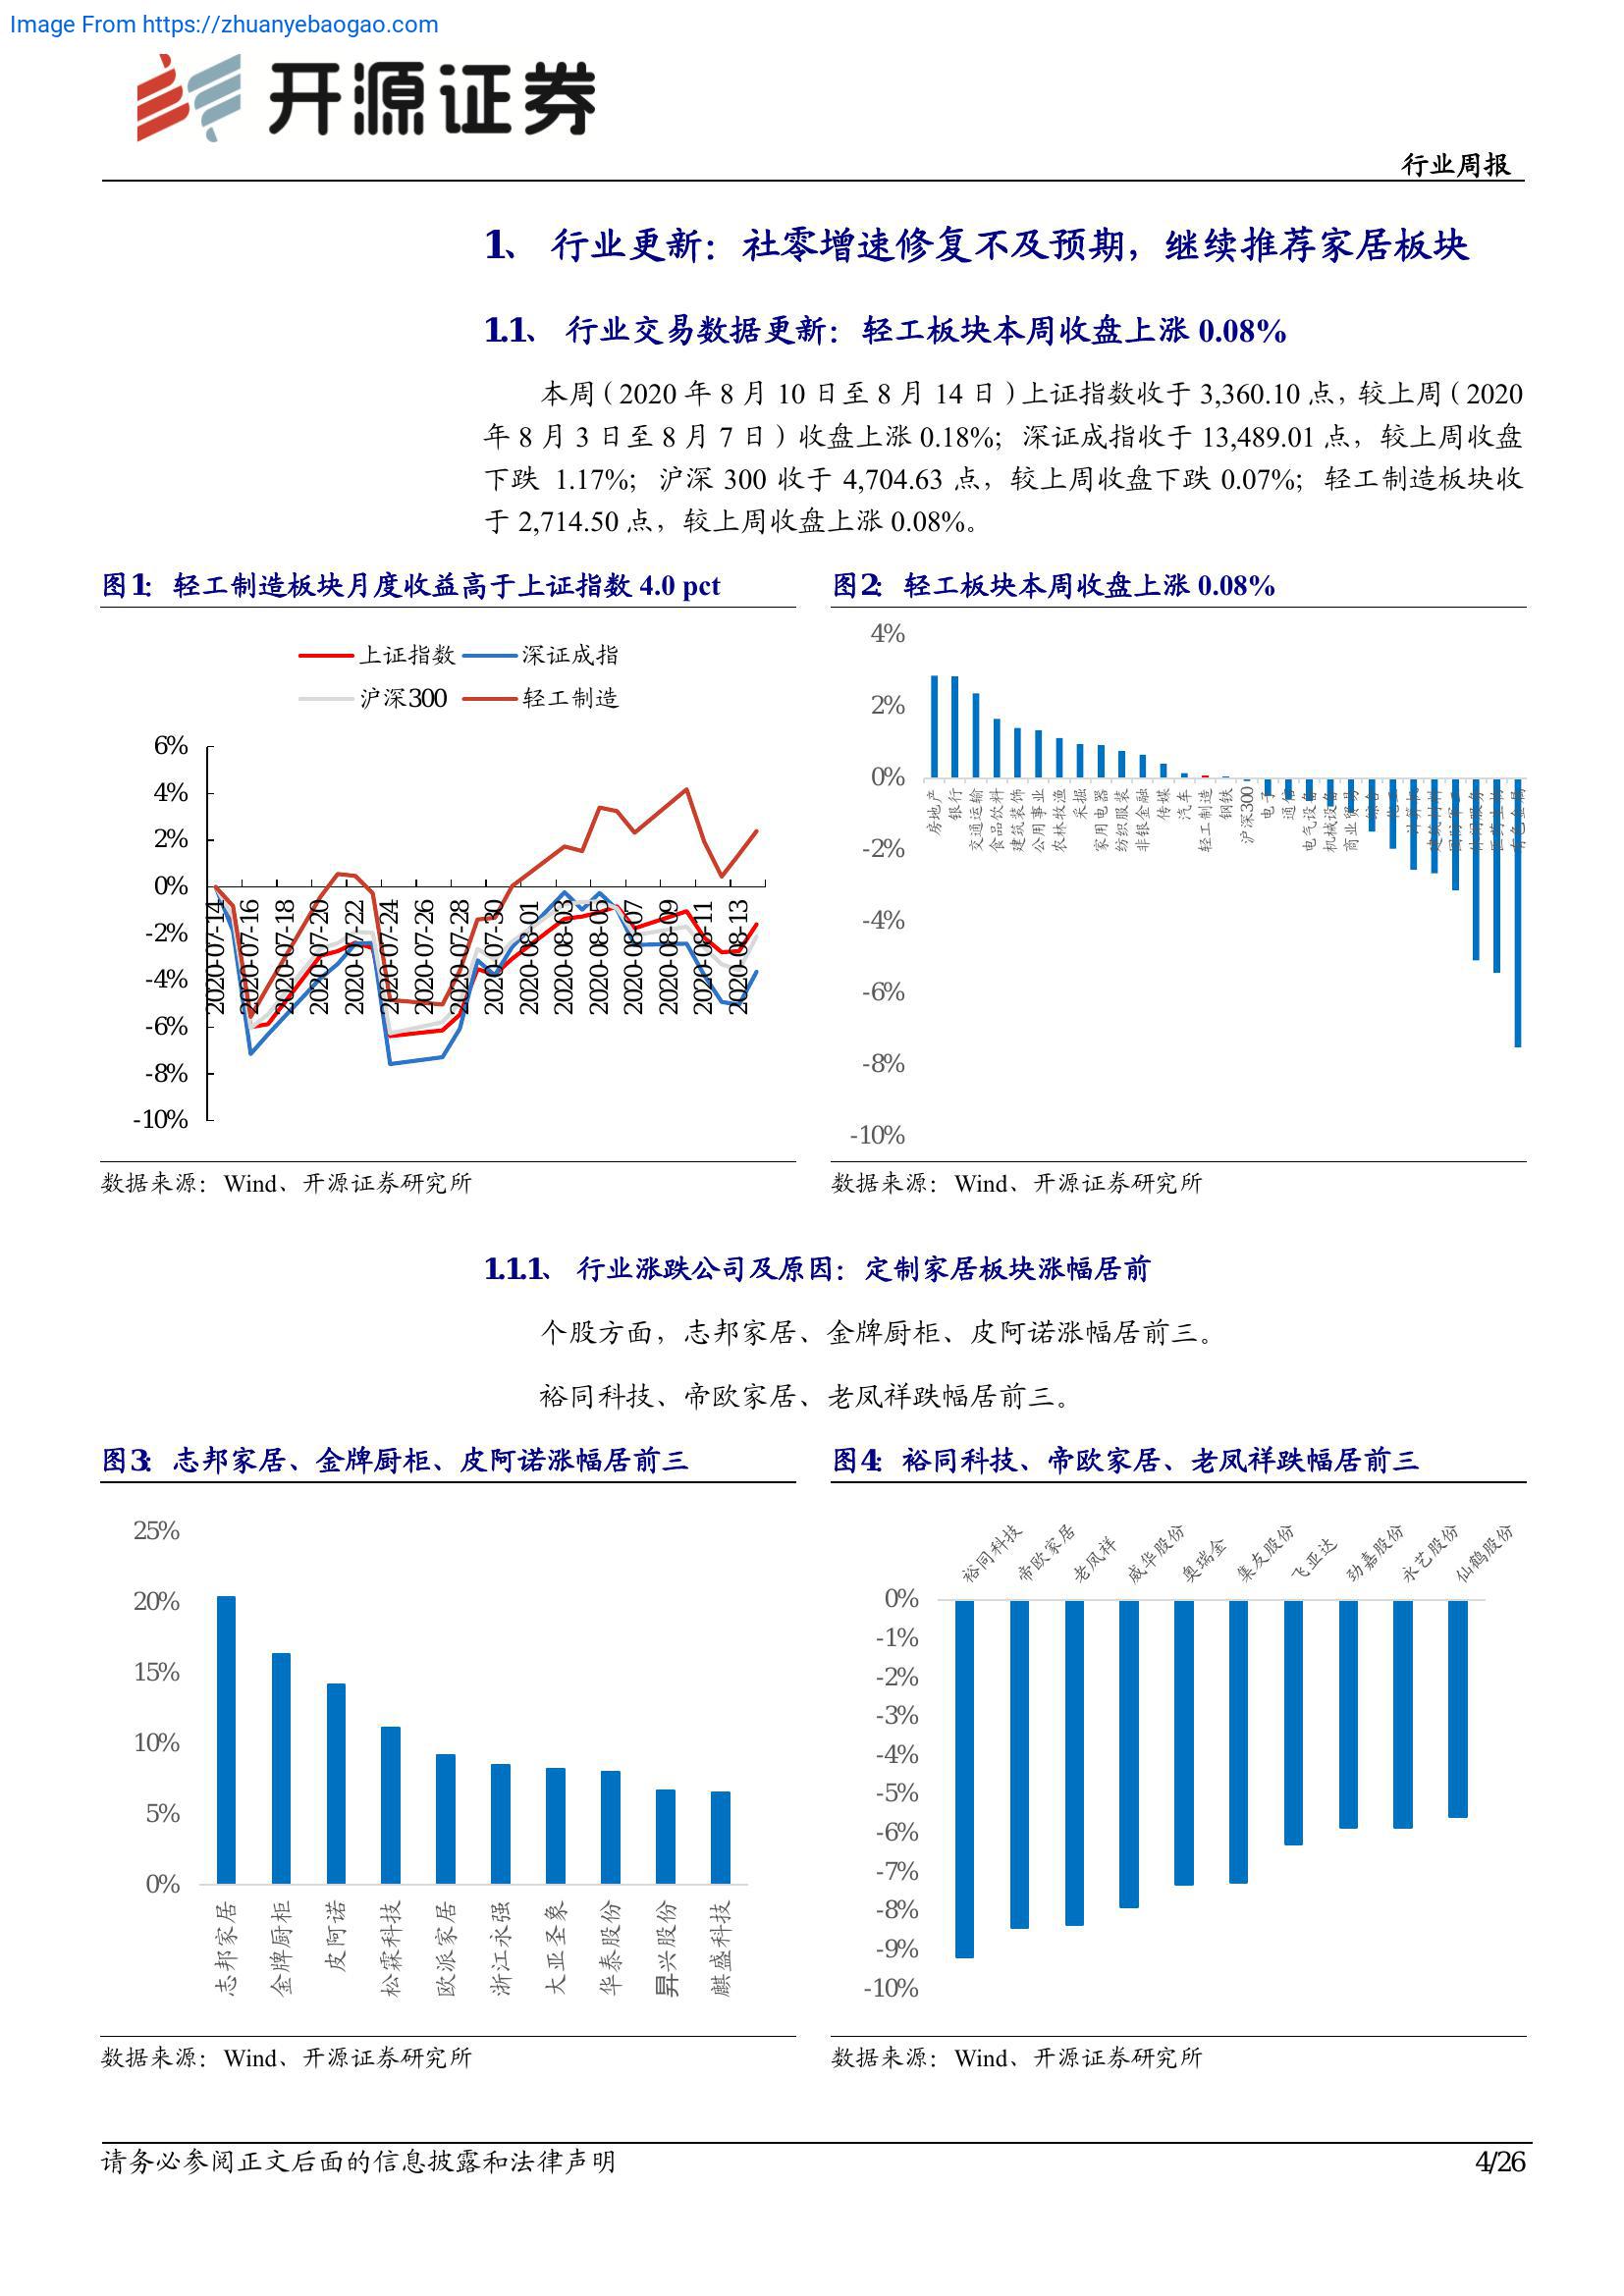 Image From https://zhuanyebaogao.com
开源证券
行业周报
1、 行业更新：社零增速修复不及预期，继续推荐家居板块
1.1、 行业交易数据更新：轻工板块本周收盘上涨 0.08%
本周（2020 年 8 月 10 日至 8 月 14 日）上证指数收于 3,360.10 点，较上周（2020
年 8 月 3 日至 8 月 7 日）收盘上涨 0.18%；深证成指收于 13,489.01 点，较上周收盘
下跌 1.17%；沪深 300 收于 4,704.63 点，较上周收盘下跌 0.07%；轻工制造板块收
于 2,714.50 点，较上周收盘上涨 0.08%。
图1：轻工制造板块月度收益高于上证指数 4.0 pct
上证指数 深证成指
沪深300 轻工制造
6%
4%
2%
0%
-2%
-4%
-6%
-8%
-10%
2020-07-14
2020-07-16
2020-07-18
2020-07-20
2020-07-22
2020-07-24
2020-07-26
2020-07-28
2020-07-30
2020-08-01
2020-08-03
2020-08-05
2020-08-07
2020-08-09
2020-08-11
2020-08-13
数据来源：Wind、开源证券研究所
图2：轻工板块本周收盘上涨 0.08%
4%
2%
0%
-2%
-4%
-6%
-8%
-10%
房地产
银行
交通运输
食品饮料
建筑装饰
公用事业
农林牧渔
采掘
家用电器
纺织服装
非银金融
传媒
汽车
轻工制造
钢铁
沪深300
电子
通信
电气设备
机械设备
商业贸易
综合
计算机
建筑材料
国防军工
休闲服务
医药生物
有色金属
数据来源：Wind、开源证券研究所
1.1.1、 行业涨跌公司及原因：定制家居板块涨幅居前
个股方面，志邦家居、金牌厨柜、皮阿诺涨幅居前三。
裕同科技、帝欧家居、老凤祥跌幅居前三。
图3：志邦家居、金牌厨柜、皮阿诺涨幅居前三
25%
20%
15%
10%
5%
0%
志邦家居
金牌厨柜
皮阿诺
松霖科技
欧派家居
浙江永强
大亚圣象
华泰股份
昇兴股份
麒盛科技
数据来源：Wind、开源证券研究所
图4：裕同科技、帝欧家居、老凤祥跌幅居前三
裕同科技
帝欧家居
老凤祥
威华股份
奥瑞金
集友股份
飞亚达
劲嘉股份
永艺股份
仙鹤股份
0%
-1%
-2%
-3%
-4%
-5%
-6%
-7%
-8%
-9%
-10%
数据来源：Wind、开源证券研究所
请务必参阅正文后面的信息披露和法律声明
4/26